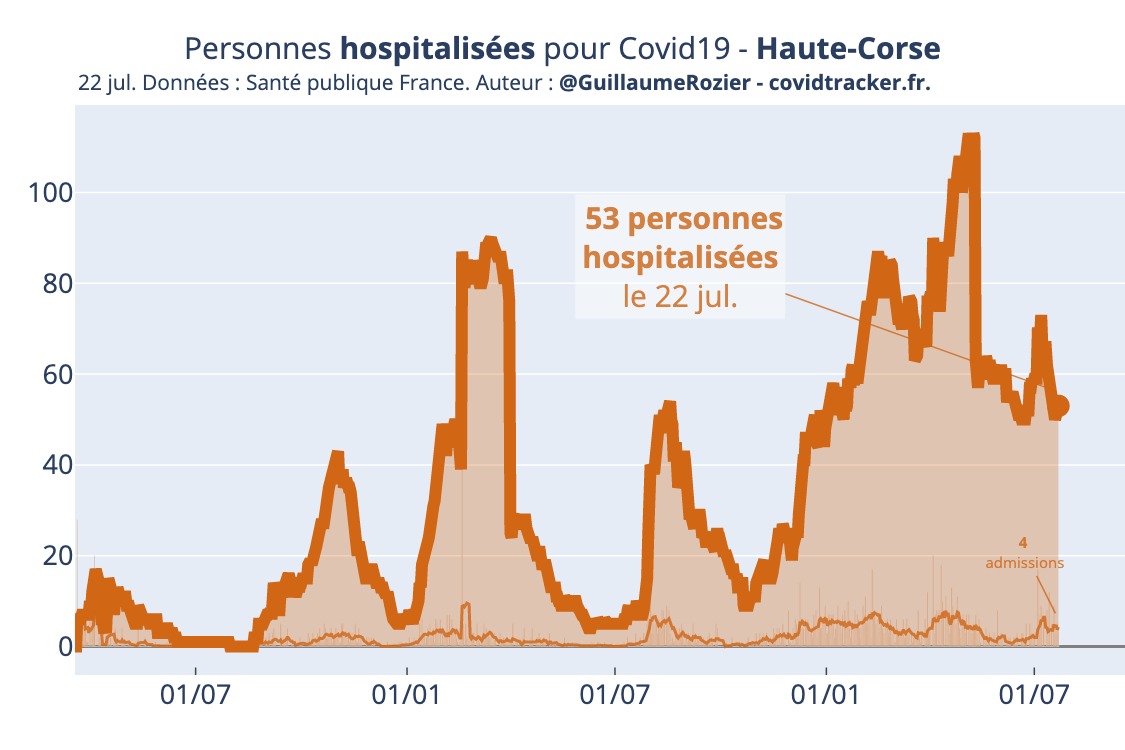 Personnes hospitalisées pour Covid19 - Haute-Corse
22 jul. Données : Santé publique France. Auteur : @GuillaumeRozier - covidtracker.fr.
100
80
60
40
20
0
53 personnes
hospitalisées
le 22 jul.
4
admissions
01/07
01/01
01/07
01/01
01/07